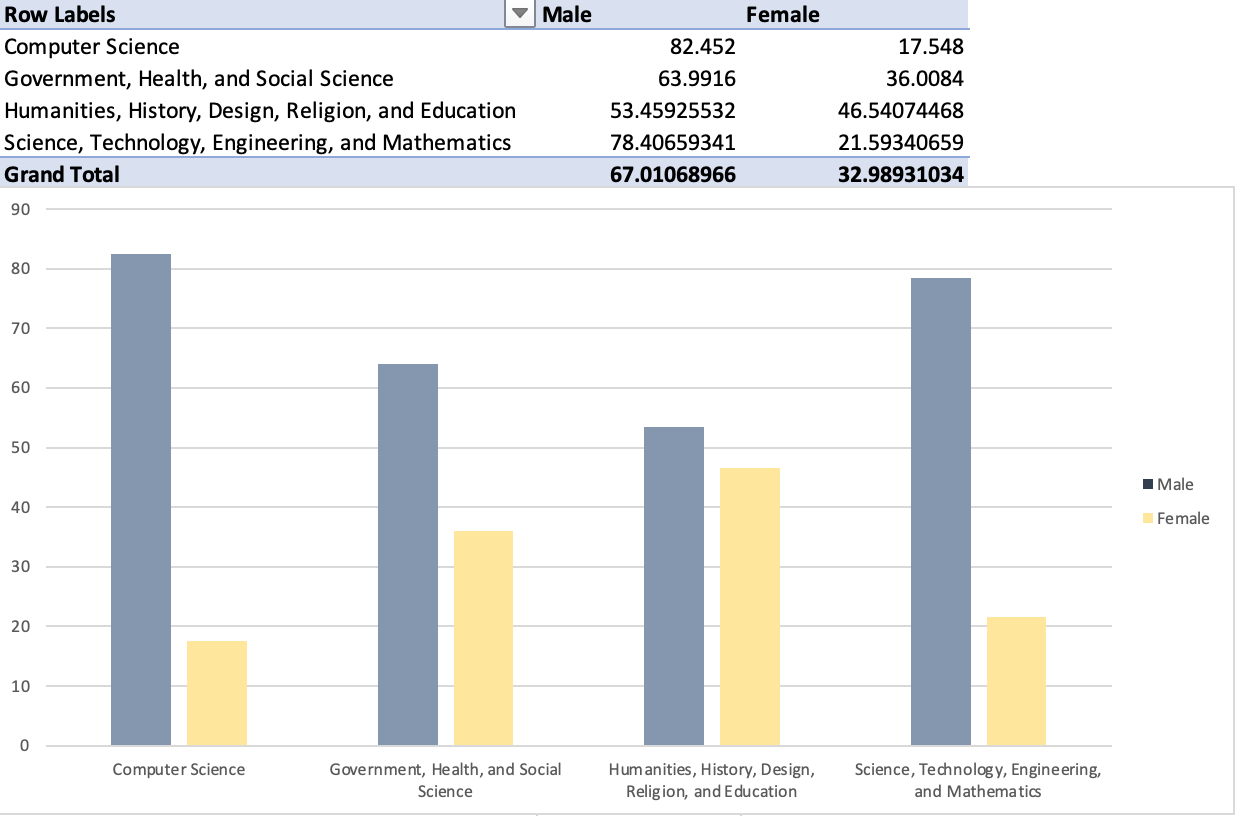 Row Labels Male Female
Computer Science 82.452 17.548
Government, Health, and Social Science 63.9916 36.0084
Humanities, History, Design, Religion, and Education 53.45925532 46.54074468
Science, Technology, Engineering, and Mathematics 78.40659341 21.59340659
Grand Total 67.01068966 32.98931034
90
80
70
60
50
40
30
20
10
0
Computer Science
Government, Health, and Social
Science
Humanities, History, Design,
Religion, and Education
Science, Technology, Engineering,
and Mathematics
Male
Female